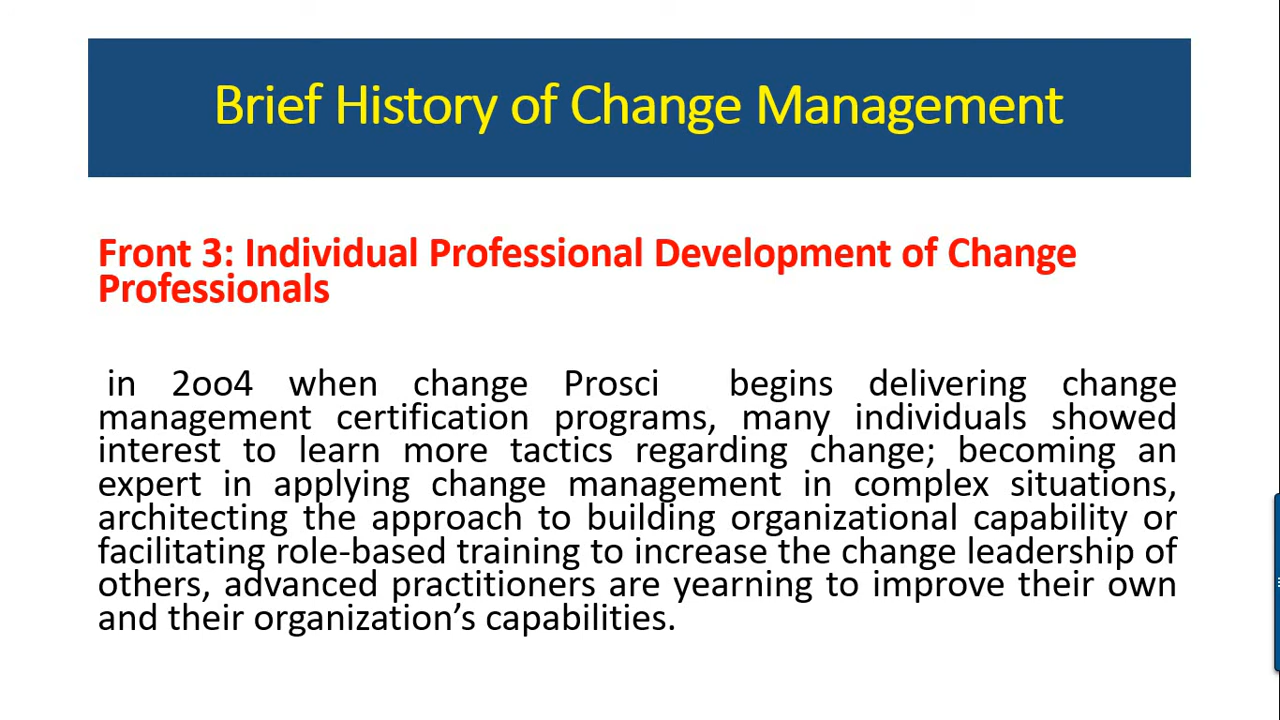 Brief History of Change Management
Front 3: Individual Professional Development of Change
Professionals
in 2oo4 when change Prosci begins delivering change
management certification programs, many individuals showed
interest to learn more tactics regarding change; becoming an
expert in applying change management in complex situations,
architecting the approach to building organizational capability or
facilitating role-based training to increase the change leadership of
others, advanced practitioners are yearning to improve their own
and their organization’s capabilities.